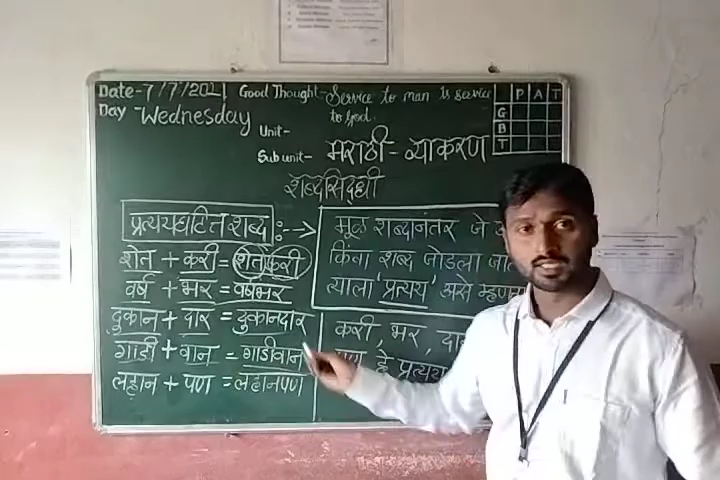 Date-7/7/2021
Day-Wednesday
Good Thought- Service to man is service
to God.
Unit-
Sub unit- मराठी-व्याकरण
P A T
G
B
T
शब्दसिद्धी
प्रत्ययघटित शब्द :-->
शेत + करी = शेतकरी
वर्ष + भर = वर्षभर
दुकान + दार = दुकानदार
गाडी + वान = गाडीवान
लहान + पण = लहानपण
मूळ शब्दानंतर जे
किंवा शब्द जोडला
त्याला 'प्रत्यय' असे
करी, भर,
हे प्रत्यय